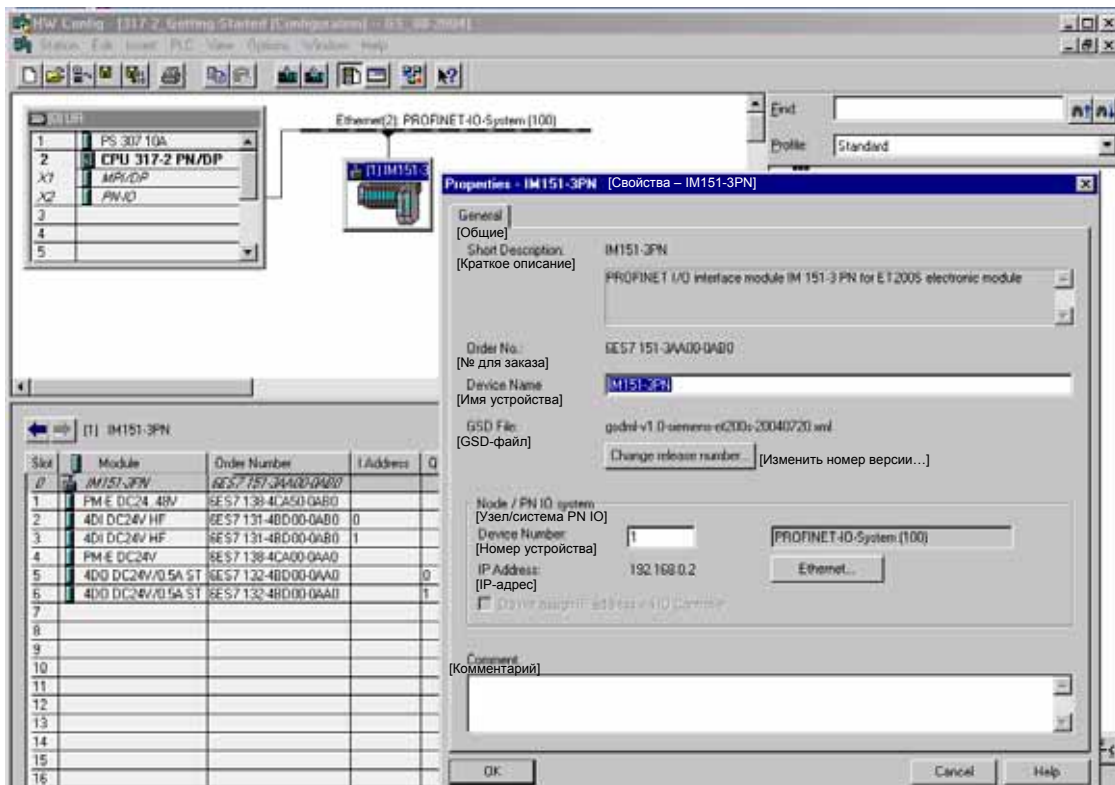 HW Config - [317-2_Getting Started (Configuration) -- GS_08-2004]
Station Edit Insert PLC View Options Window Help
Find:
Profile: Standard
(0) UR
1 PS 307 10A
2 CPU 317-2 PN/DP
X1 MPI/DP
X2 PN-IO
3
4
5
Ethernet(2): PROFINET-IO-System (100)
(1) IM151-3
Properties - IM151-3PN [Свойства – IM151-3PN]
General
[Общие]
Short Description: IM151-3PN
[Краткое описание]
PROFINET I/O interface module IM 151-3 PN for ET200S electronic module
Order No.: 6ES7 151-3AA00-0AB0
[№ для заказа]
Device Name IM151-3PN
[Имя устройства]
GSD File: gsdml-v1.0-siemens-et200s-20040720.xml
[GSD-файл]
Change release number... [Изменить номер версии…]
Node / PN IO system
[Узел/система PN IO]
Device Number: 1 PROFINET-IO-System (100)
[Номер устройства]
IP Address: 192.168.0.2 Ethernet...
[IP-адрес]
Comment:
[Комментарий]
OK Cancel Help
(1) IM151-3PN
Slot Module Order Number I Address Q
0 IM151-3PN 6ES7 151-3AA00-0AB0
1 PM-E DC24..48V 6ES7 138-4CA50-0AB0
2 4DI DC24V HF 6ES7 131-4BD00-0AB0 0
3 4DI DC24V HF 6ES7 131-4BD00-0AB0 1
4 PM-E DC24V 6ES7 138-4CA00-0AA0
5 4DO DC24V/0.5A ST 6ES7 132-4BD00-0AA0 0
6 4DO DC24V/0.5A ST 6ES7 132-4BD00-0AA0 1
7
8
9
10
11
12
13
14
15
16